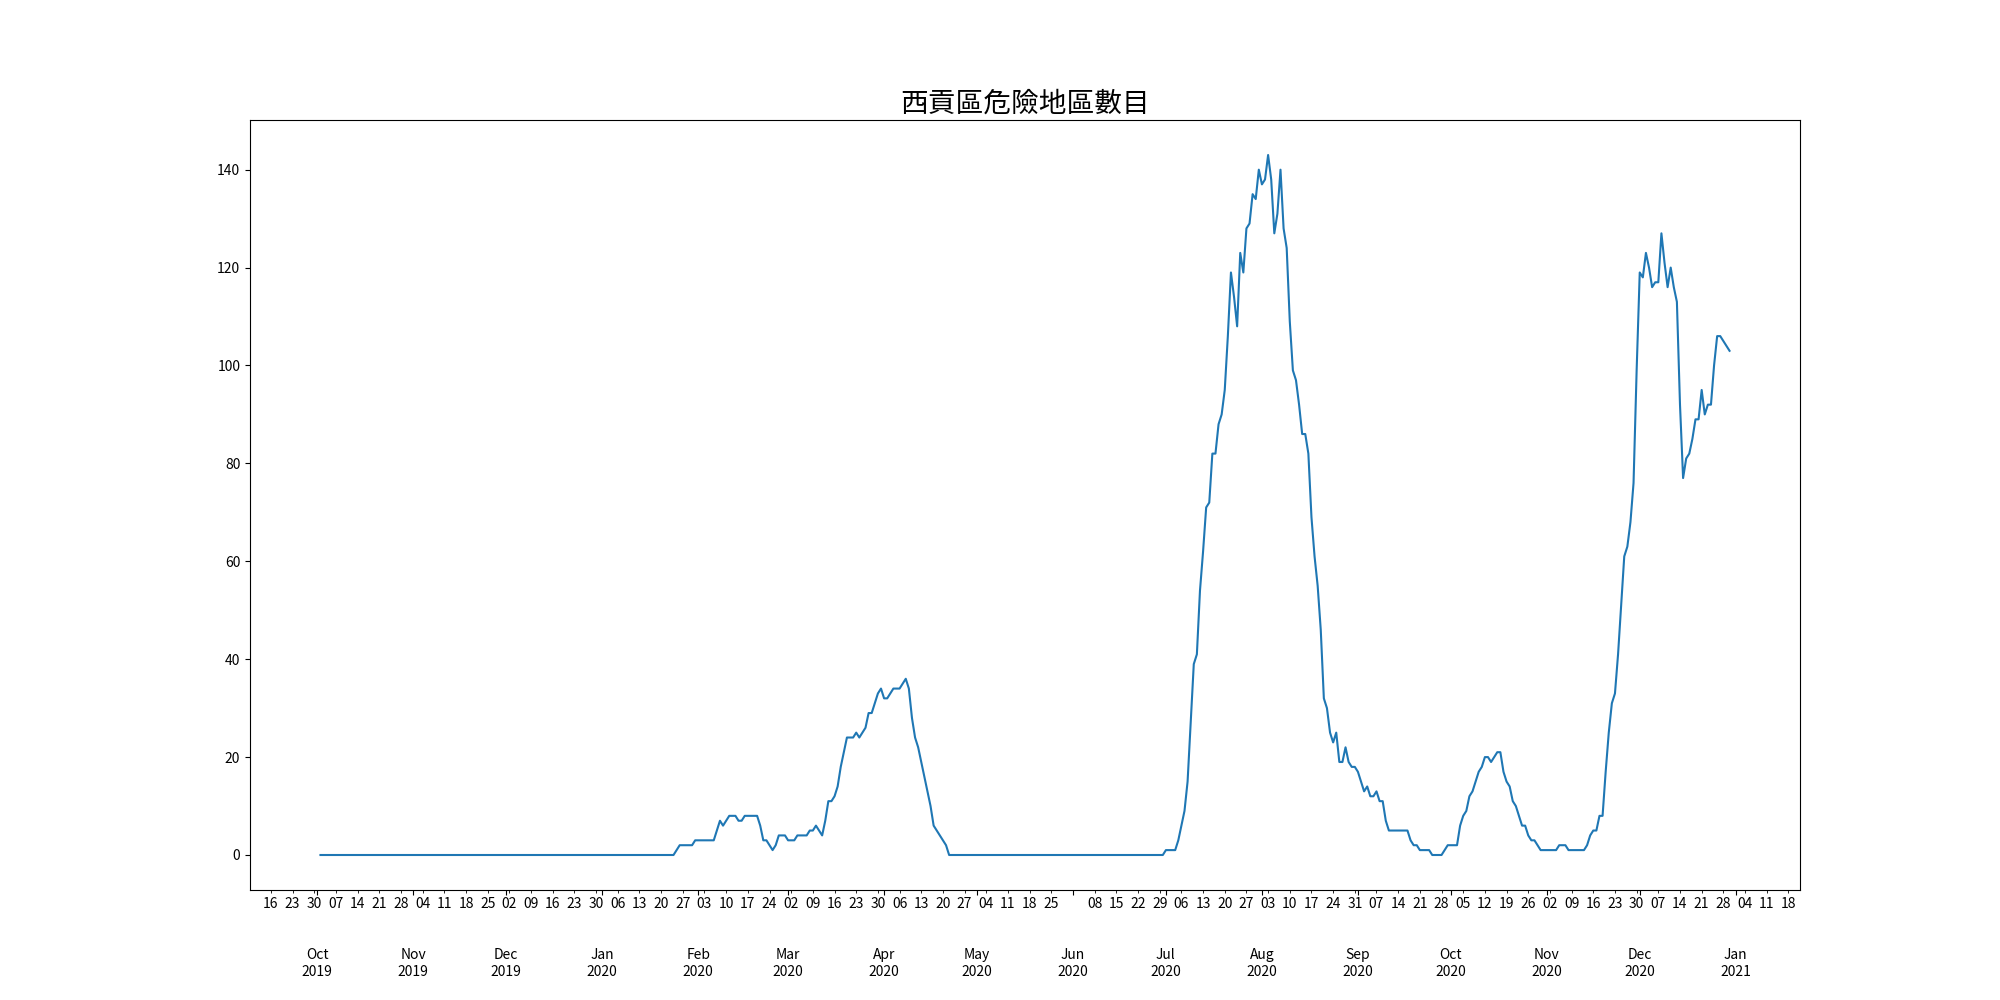 西貢區危險地區數目
140
120
100
80
60
40
20
0
16 23 30 07 14 21 28 04 11 18 25 02 09 16 23 30 06 13 20 27 03 10 17 24 02 09 16 23 30 06 13 20 27 04 11 18 25 08 15 22 29 06 13 20 27 03 10 17 24 31 07 14 21 28 05 12 19 26 02 09 16 23 30 07 14 21 28 04 11 18
Oct Nov Dec Jan Feb Mar Apr May Jun Jul Aug Sep Oct Nov Dec Jan
2019 2019 2019 2020 2020 2020 2020 2020 2020 2020 2020 2020 2020 2020 2020 2021